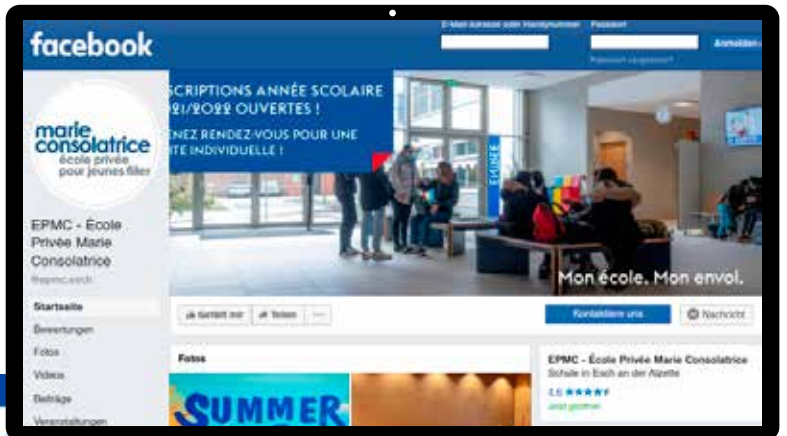 facebook
E-Mail-Adresse oder Handynummer
Passwort
Anmelden
SCRIPTIONS ANNÉE SCOLAIRE
021/2022 OUVERTES !
ENEZ RENDEZ-VOUS POUR UNE
ITE INDIVIDUELLE !
marie
consolatrice
école privée
pour jeunes filles
EPMC - École
Privée Marie
Consolatrice
Mon école. Mon envol.
Startseite
Bewertungen
Fotos
Videos
Beiträge
Veranstaltungen
Gefällt mir
Teilen
Kontaktiere uns
Nachricht
Fotos
SUMMER
EPMC - École Privée Marie Consolatrice
Schule in Esch an der Alzette
4,6
Jetzt geöffnet